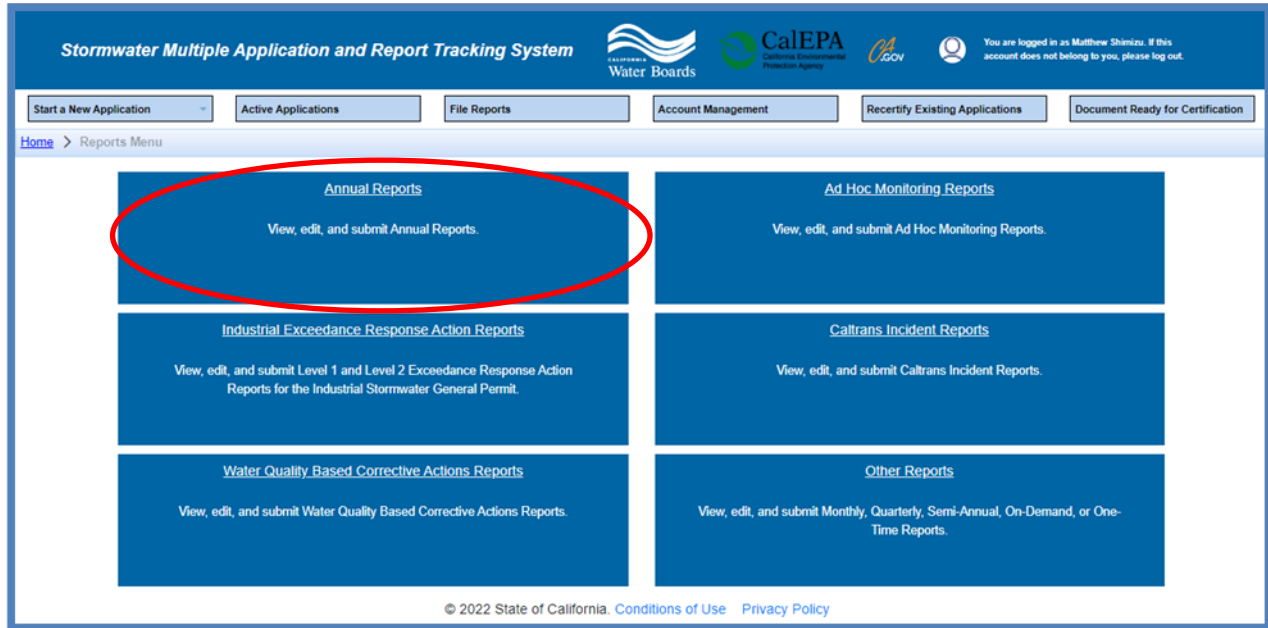 Stormwater Multiple Application and Report Tracking System
CALIFORNIA
Water Boards
CalEPA
California Environmental
Protection Agency
CA.GOV
You are logged in as Matthew Shimizu. If this
account does not belong to you, please log out.
Start a New Application
Active Applications
File Reports
Account Management
Recertify Existing Applications
Document Ready for Certification
Home > Reports Menu
Annual Reports
View, edit, and submit Annual Reports.
Ad Hoc Monitoring Reports
View, edit, and submit Ad Hoc Monitoring Reports.
Industrial Exceedance Response Action Reports
View, edit, and submit Level 1 and Level 2 Exceedance Response Action
Reports for the Industrial Stormwater General Permit.
Caltrans Incident Reports
View, edit, and submit Caltrans Incident Reports.
Water Quality Based Corrective Actions Reports
View, edit, and submit Water Quality Based Corrective Actions Reports.
Other Reports
View, edit, and submit Monthly, Quarterly, Semi-Annual, On-Demand, or One-
Time Reports.
© 2022 State of California. Conditions of Use Privacy Policy